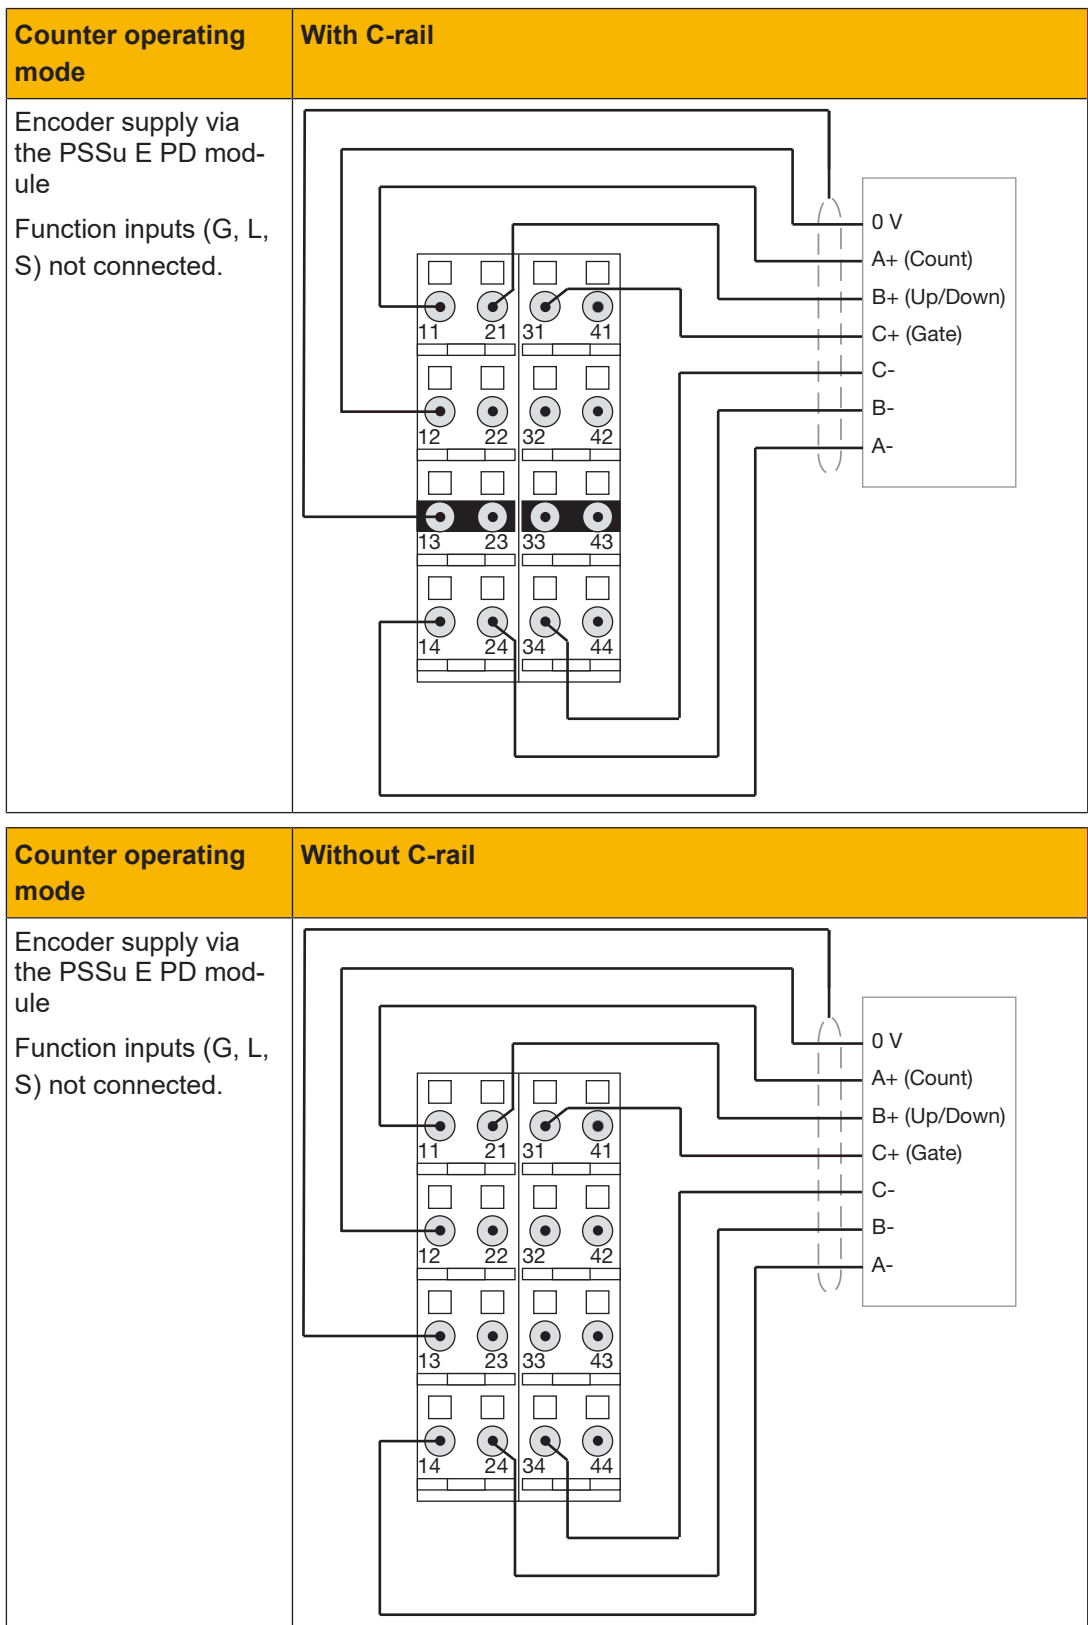 Counter operating
mode
With C-rail
Encoder supply via
the PSSu E PD mod-
ule
Function inputs (G, L,
S) not connected.
0 V
A+ (Count)
B+ (Up/Down)
C+ (Gate)
C-
B-
A-
11 21 31 41
12 22 32 42
13 23 33 43
14 24 34 44
Counter operating
mode
Without C-rail
Encoder supply via
the PSSu E PD mod-
ule
Function inputs (G, L,
S) not connected.
0 V
A+ (Count)
B+ (Up/Down)
C+ (Gate)
C-
B-
A-
11 21 31 41
12 22 32 42
13 23 33 43
14 24 34 44